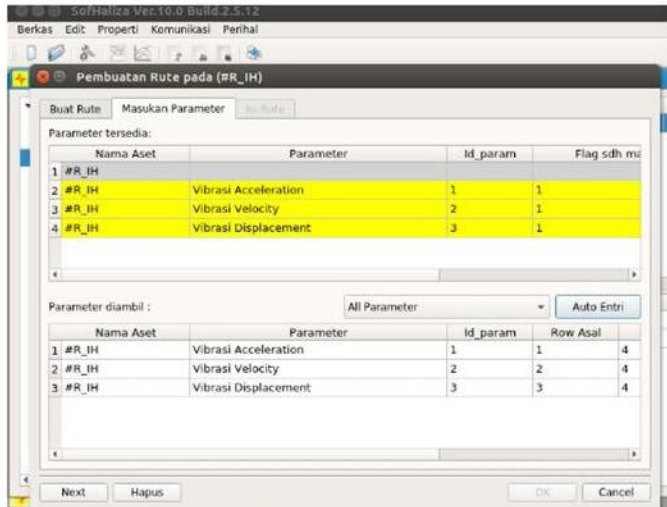 SofHaliza Ver.10.0 Build:2.5.12
Berkas Edit Properti Komunikasi Perihal
Pembuatan Rute pada (#R_IH)
Buat Rute Masukan Parameter
Parameter tersedia:
Nama Aset Parameter Id_param Flag sdh ma
1 #R_IH
2 #R_IH Vibrasi Acceleration 1 1
3 #R_IH Vibrasi Velocity 2 1
4 #R_IH Vibrasi Displacement 3 1
Parameter diambil : All Parameter Auto Entri
Nama Aset Parameter Id_param Row Asal
1 #R_IH Vibrasi Acceleration 1 1 4
2 #R_IH Vibrasi Velocity 2 2 4
3 #R_IH Vibrasi Displacement 3 3 4
Next Hapus OK Cancel